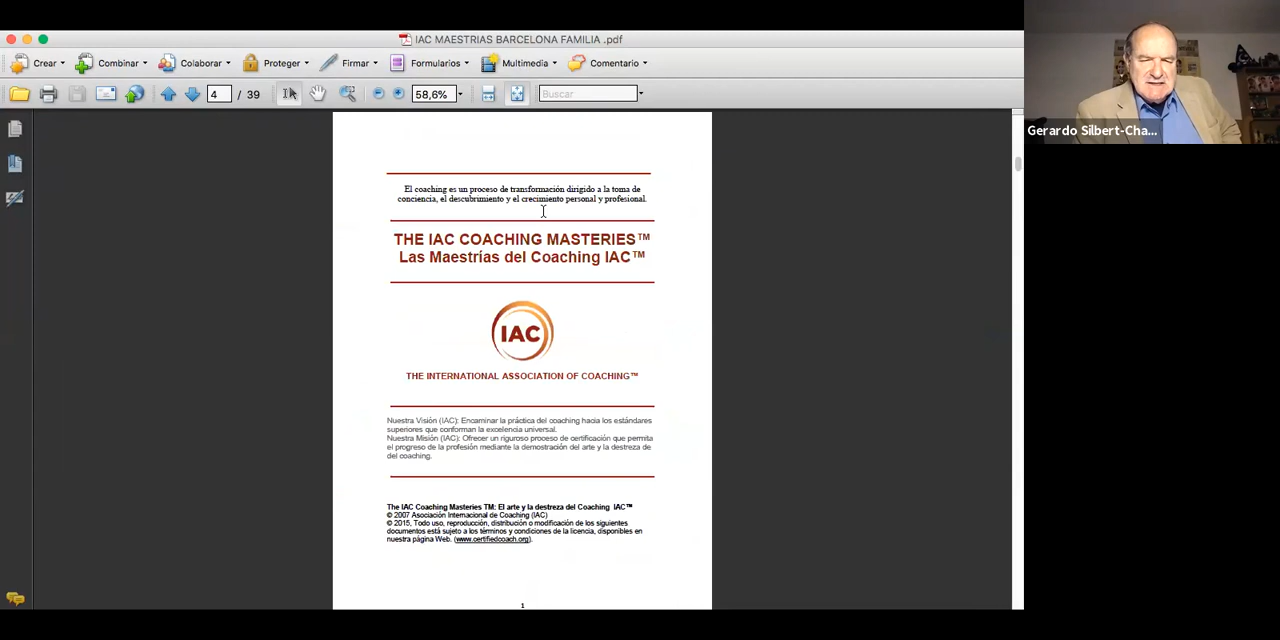 IAC MAESTRIAS BARCELONA FAMILIA .pdf
Crear Combinar Colaborar Proteger Firmar Formularios Multimedia Comentario
4 / 39 58,6% Buscar
Gerardo Silbert-Cha...
El coaching es un proceso de transformación dirigido a la toma de
conciencia, el descubrimiento y el crecimiento personal y profesional.
THE IAC COACHING MASTERIES™
Las Maestrías del Coaching IAC™
IAC
THE INTERNATIONAL ASSOCIATION OF COACHING™
Nuestra Visión (IAC): Encaminar la práctica del coaching hacia los estándares
superiores que conforman la excelencia universal.
Nuestra Misión (IAC): Ofrecer un riguroso proceso de certificación que permita
el progreso de la profesión mediante la demostración del arte y la destreza de
del coaching.
The IAC Coaching Masteries TM: El arte y la destreza del Coaching IAC™
© 2007 Asociación Internacional de Coaching (IAC)
© 2015, Todo uso, reproducción, distribución o modificación de los siguientes
documentos está sujeto a los términos y condiciones de la licencia, disponibles en
nuestra página Web. (www.certifiedcoach.org).
1